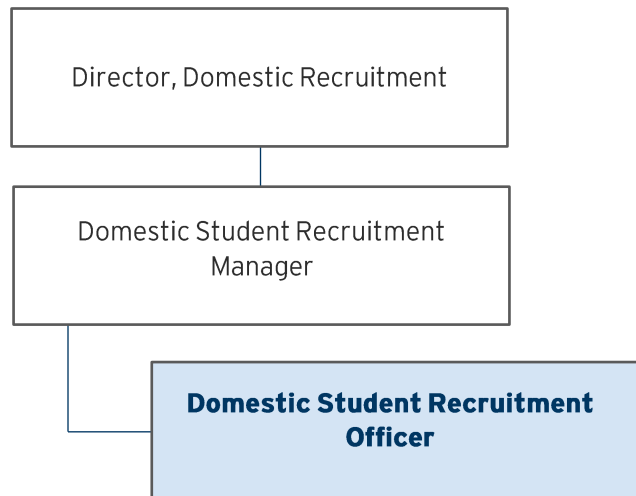 Director, Domestic Recruitment
Domestic Student Recruitment
Manager
Domestic Student Recruitment
Officer